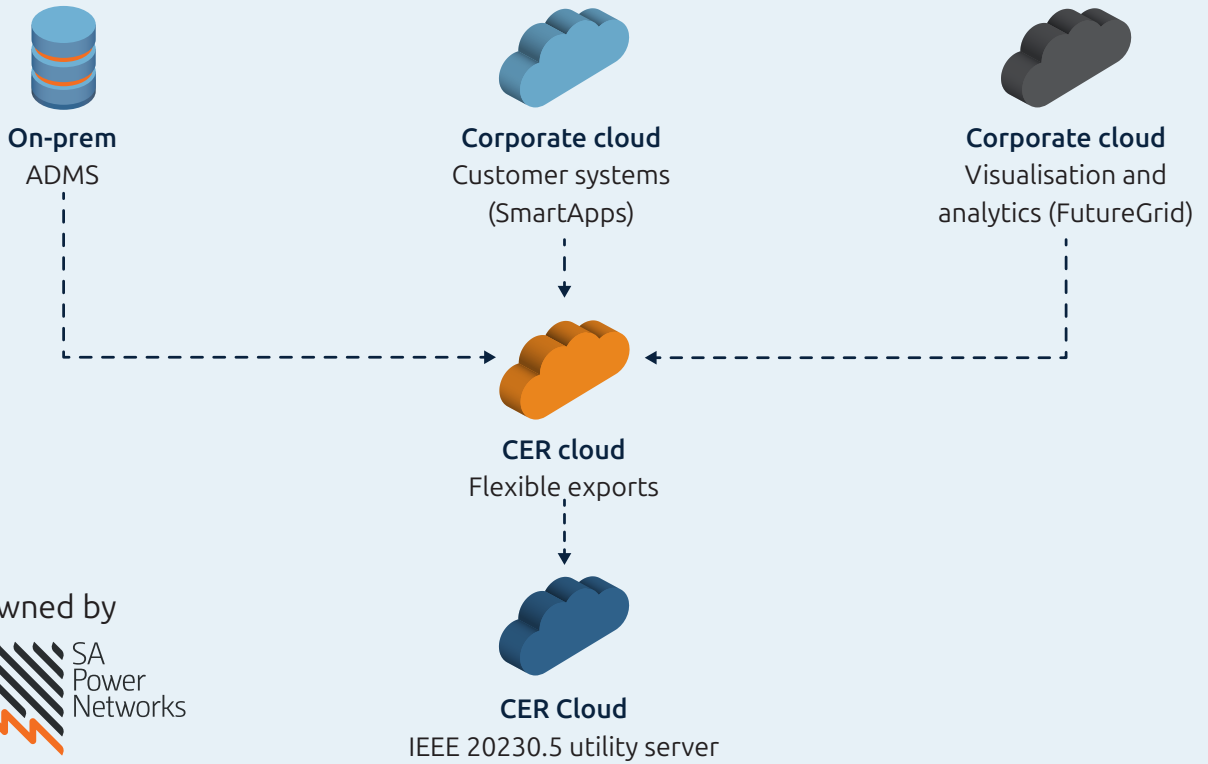 On-prem
ADMS
Corporate cloud
Customer systems
(SmartApps)
Corporate cloud
Visualisation and
analytics (FutureGrid)
CER cloud
Flexible exports
wned by
SA
Power
Networks
CER Cloud
IEEE 20230.5 utility server